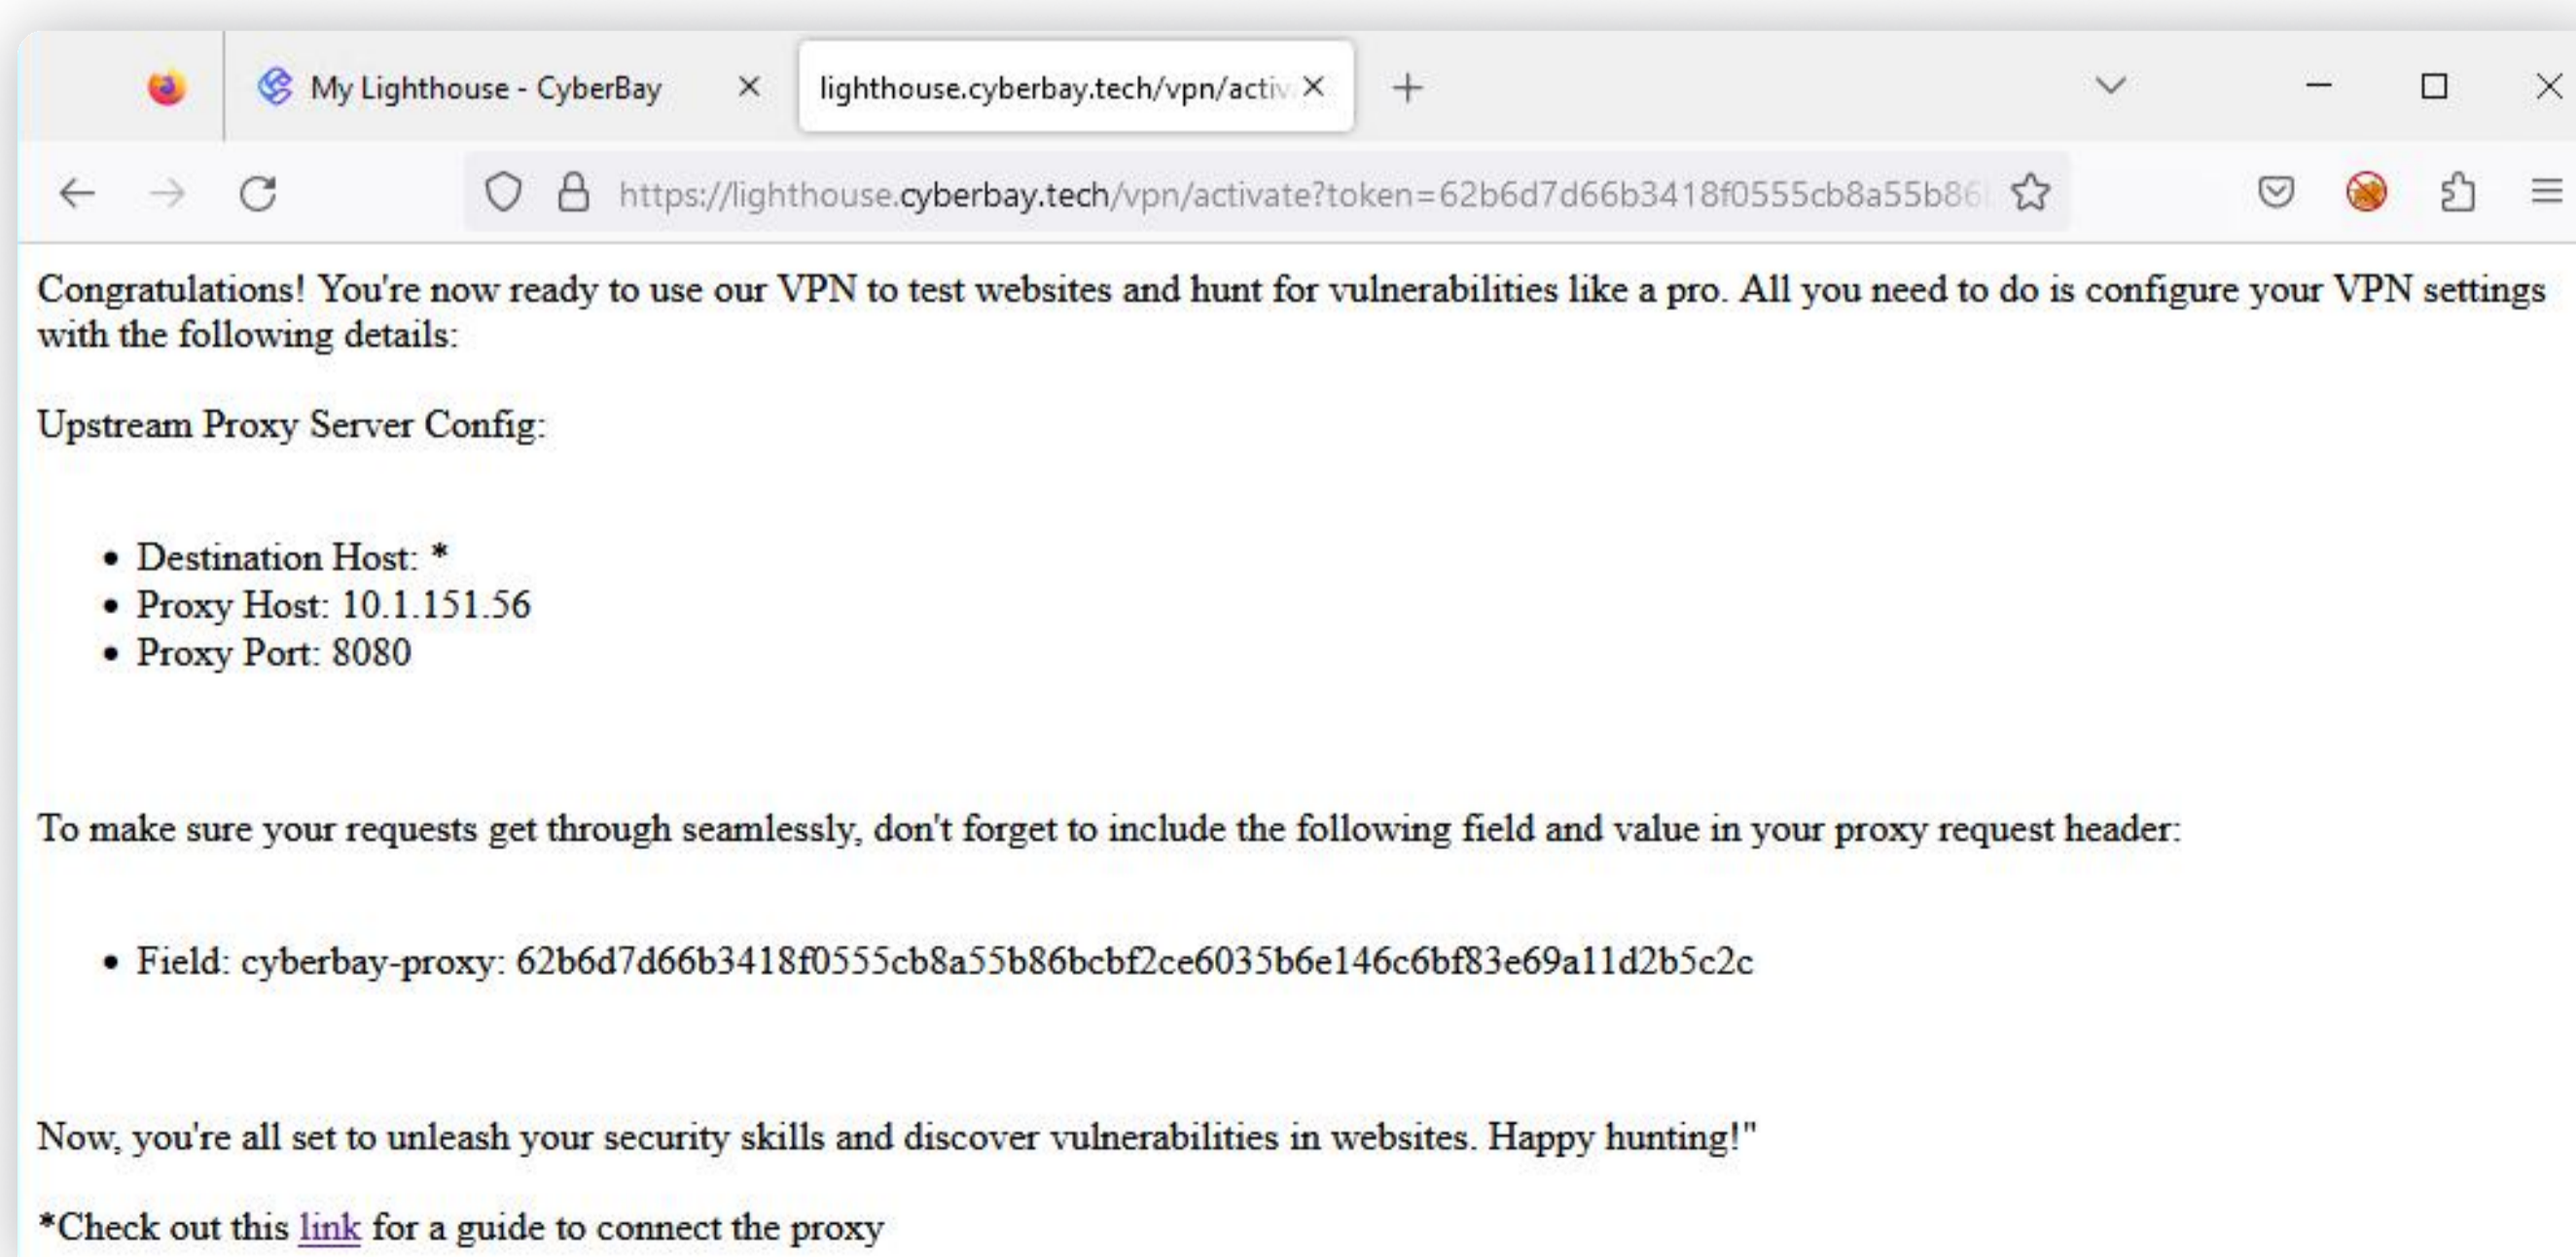 My Lighthouse - CyberBay
lighthouse.cyberbay.tech/vpn/activ
https://lighthouse.cyberbay.tech/vpn/activate?token=62b6d7d66b3418f0555cb8a55b86
Congratulations! You're now ready to use our VPN to test websites and hunt for vulnerabilities like a pro. All you need to do is configure your VPN settings
with the following details:
Upstream Proxy Server Config:
• Destination Host: *
• Proxy Host: 10.1.151.56
• Proxy Port: 8080
To make sure your requests get through seamlessly, don't forget to include the following field and value in your proxy request header:
• Field: cyberbay-proxy: 62b6d7d66b3418f0555cb8a55b86bcbf2ce6035b6e146c6bf83e69a11d2b5c2c
Now, you're all set to unleash your security skills and discover vulnerabilities in websites. Happy hunting!"
*Check out this link for a guide to connect the proxy